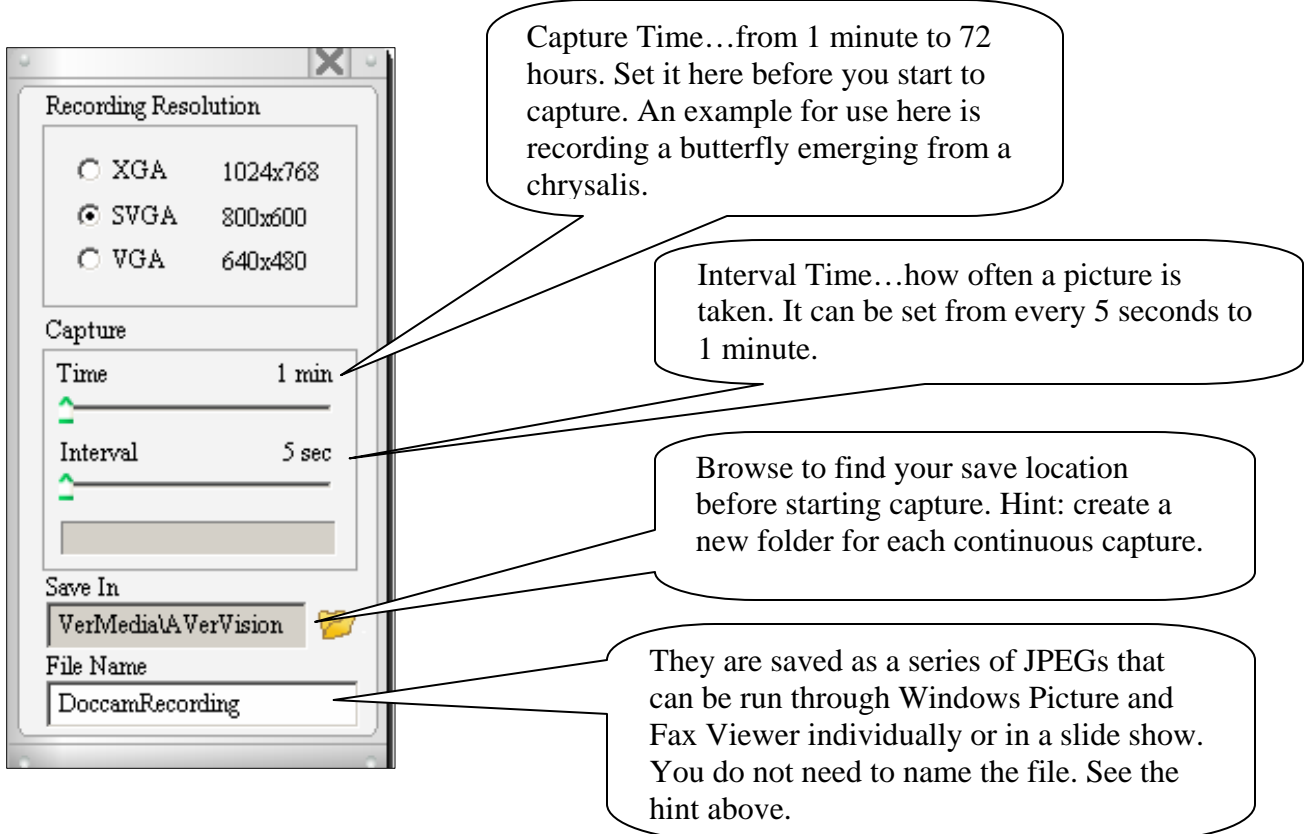 Recording Resolution
XGA 1024x768
SVGA 800x600
VGA 640x480
Capture
Time 1 min
Interval 5 sec
Save In
VerMedia\AVerVision
File Name
DoccamRecording
Capture Time…from 1 minute to 72
hours. Set it here before you start to
capture. An example for use here is
recording a butterfly emerging from a
chrysalis.
Interval Time…how often a picture is
taken. It can be set from every 5 seconds to
1 minute.
Browse to find your save location
before starting capture. Hint: create a
new folder for each continuous capture.
They are saved as a series of JPEGs that
can be run through Windows Picture and
Fax Viewer individually or in a slide show.
You do not need to name the file. See the
hint above.